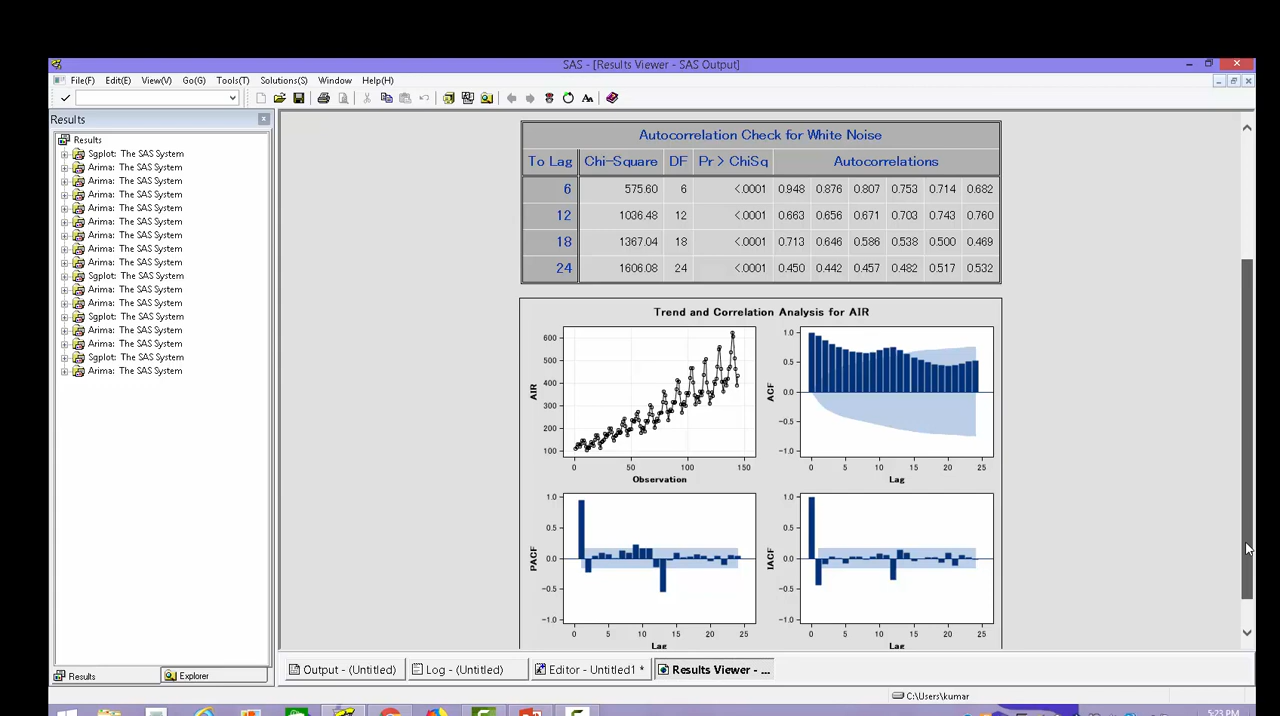 SAS - [Results Viewer - SAS Output]
File(F) Edit(E) View(V) Go(G) Tools(T) Solutions(S) Window Help(H)
Results
Results
Sgplot: The SAS System
Arima: The SAS System
Arima: The SAS System
Arima: The SAS System
Arima: The SAS System
Arima: The SAS System
Arima: The SAS System
Arima: The SAS System
Arima: The SAS System
Sgplot: The SAS System
Arima: The SAS System
Arima: The SAS System
Sgplot: The SAS System
Arima: The SAS System
Arima: The SAS System
Sgplot: The SAS System
Arima: The SAS System
Results Explorer
Autocorrelation Check for White Noise
To Lag Chi-Square DF Pr > ChiSq Autocorrelations
6 575.60 6 <.0001 0.948 0.876 0.807 0.753 0.714 0.682
12 1036.48 12 <.0001 0.663 0.656 0.671 0.703 0.743 0.760
18 1367.04 18 <.0001 0.713 0.646 0.586 0.538 0.500 0.469
24 1606.08 24 <.0001 0.450 0.442 0.457 0.482 0.517 0.532
Trend and Correlation Analysis for AIR
AIR
600
500
400
300
200
100
0 50 100 150
Observation
ACF
1.0
0.5
0.0
-0.5
-1.0
0 5 10 15 20 25
Lag
PACF
1.0
0.5
0.0
-0.5
-1.0
0 5 10 15 20 25
Lag
IACF
1.0
0.5
0.0
-0.5
-1.0
0 5 10 15 20 25
Lag
Output - (Untitled) Log - (Untitled) Editor - Untitled1 * Results Viewer - ...
C:\Users\kumar
5:23 PM